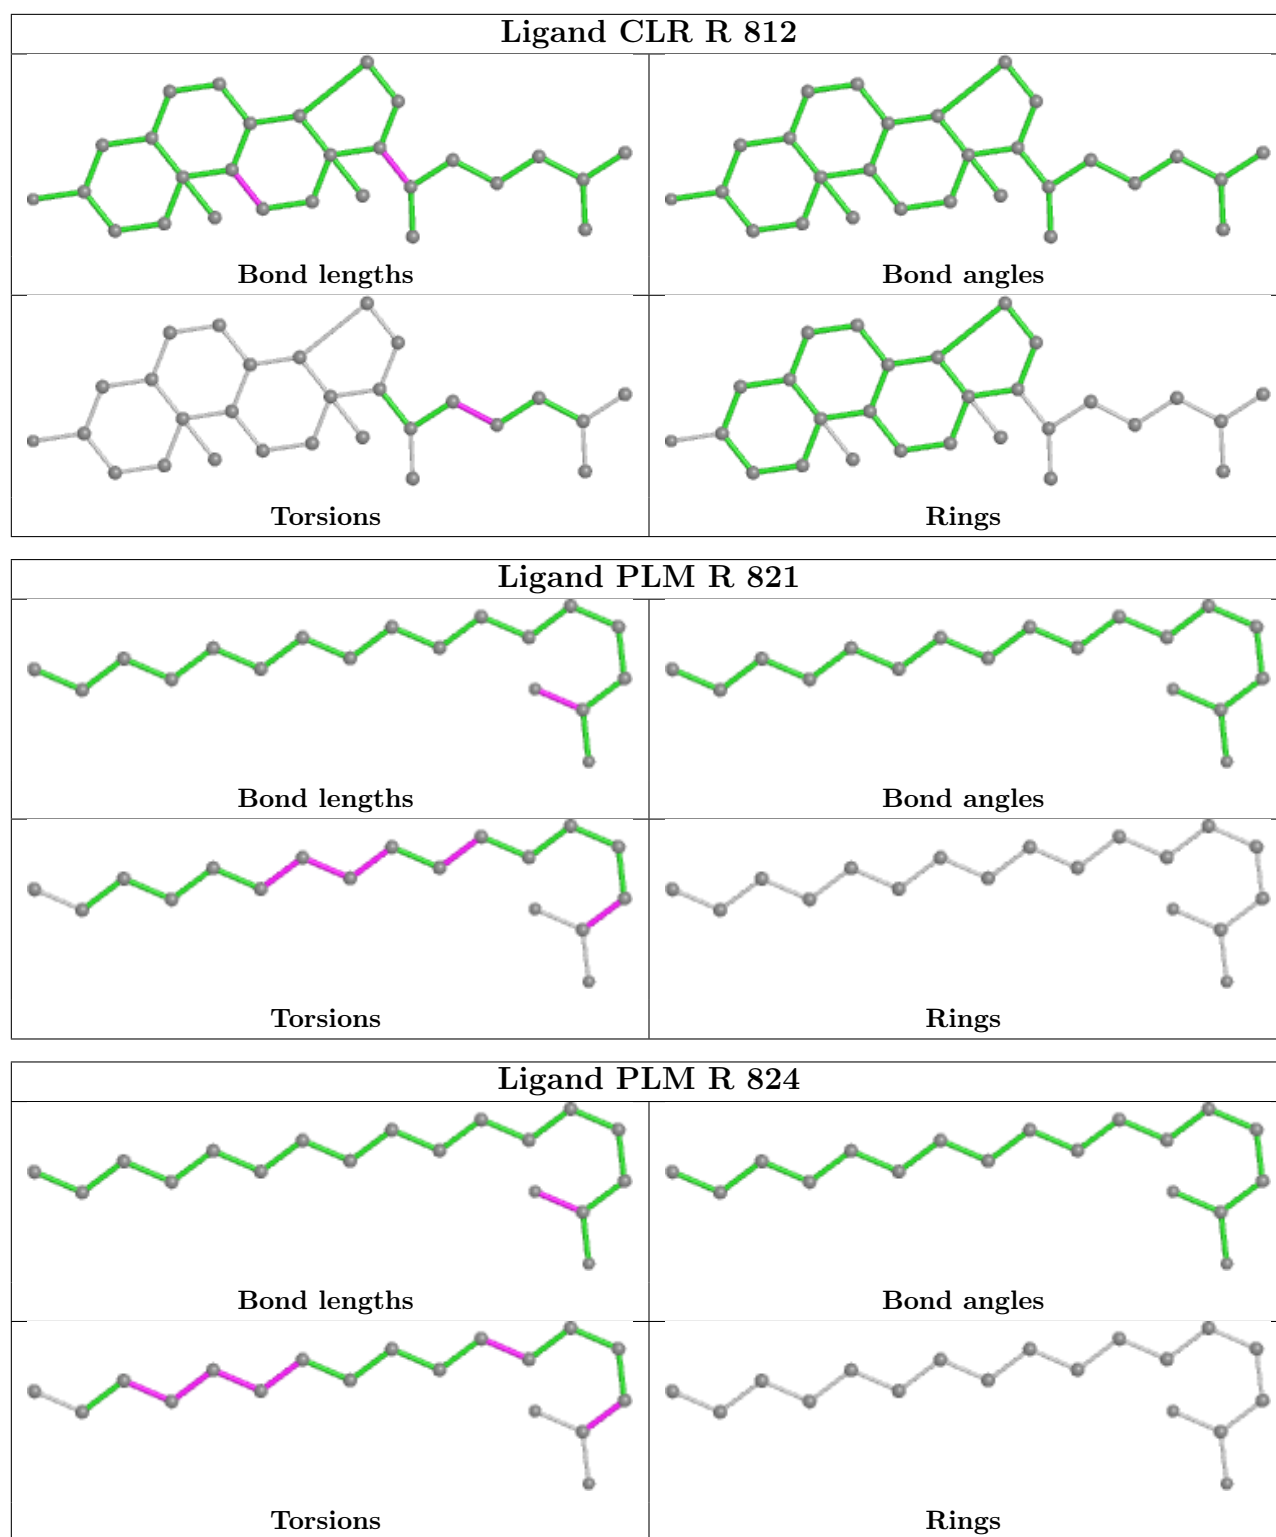 Ligand CLR R 812
Bond lengths
Bond angles
Torsions
Rings
Ligand PLM R 821
Bond lengths
Bond angles
Torsions
Rings
Ligand PLM R 824
Bond lengths
Bond angles
Torsions
Rings